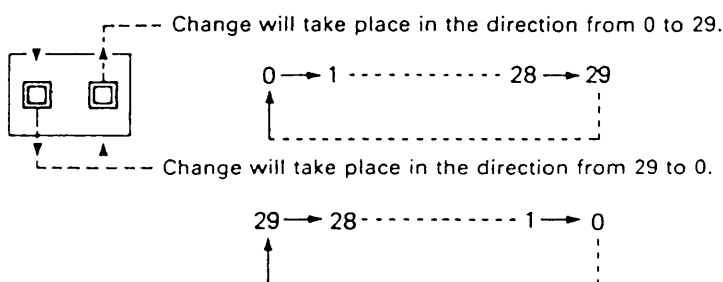 Change will take place in the direction from 0 to 29.
0 1 28 29
Change will take place in the direction from 29 to 0.
29 28 1 0